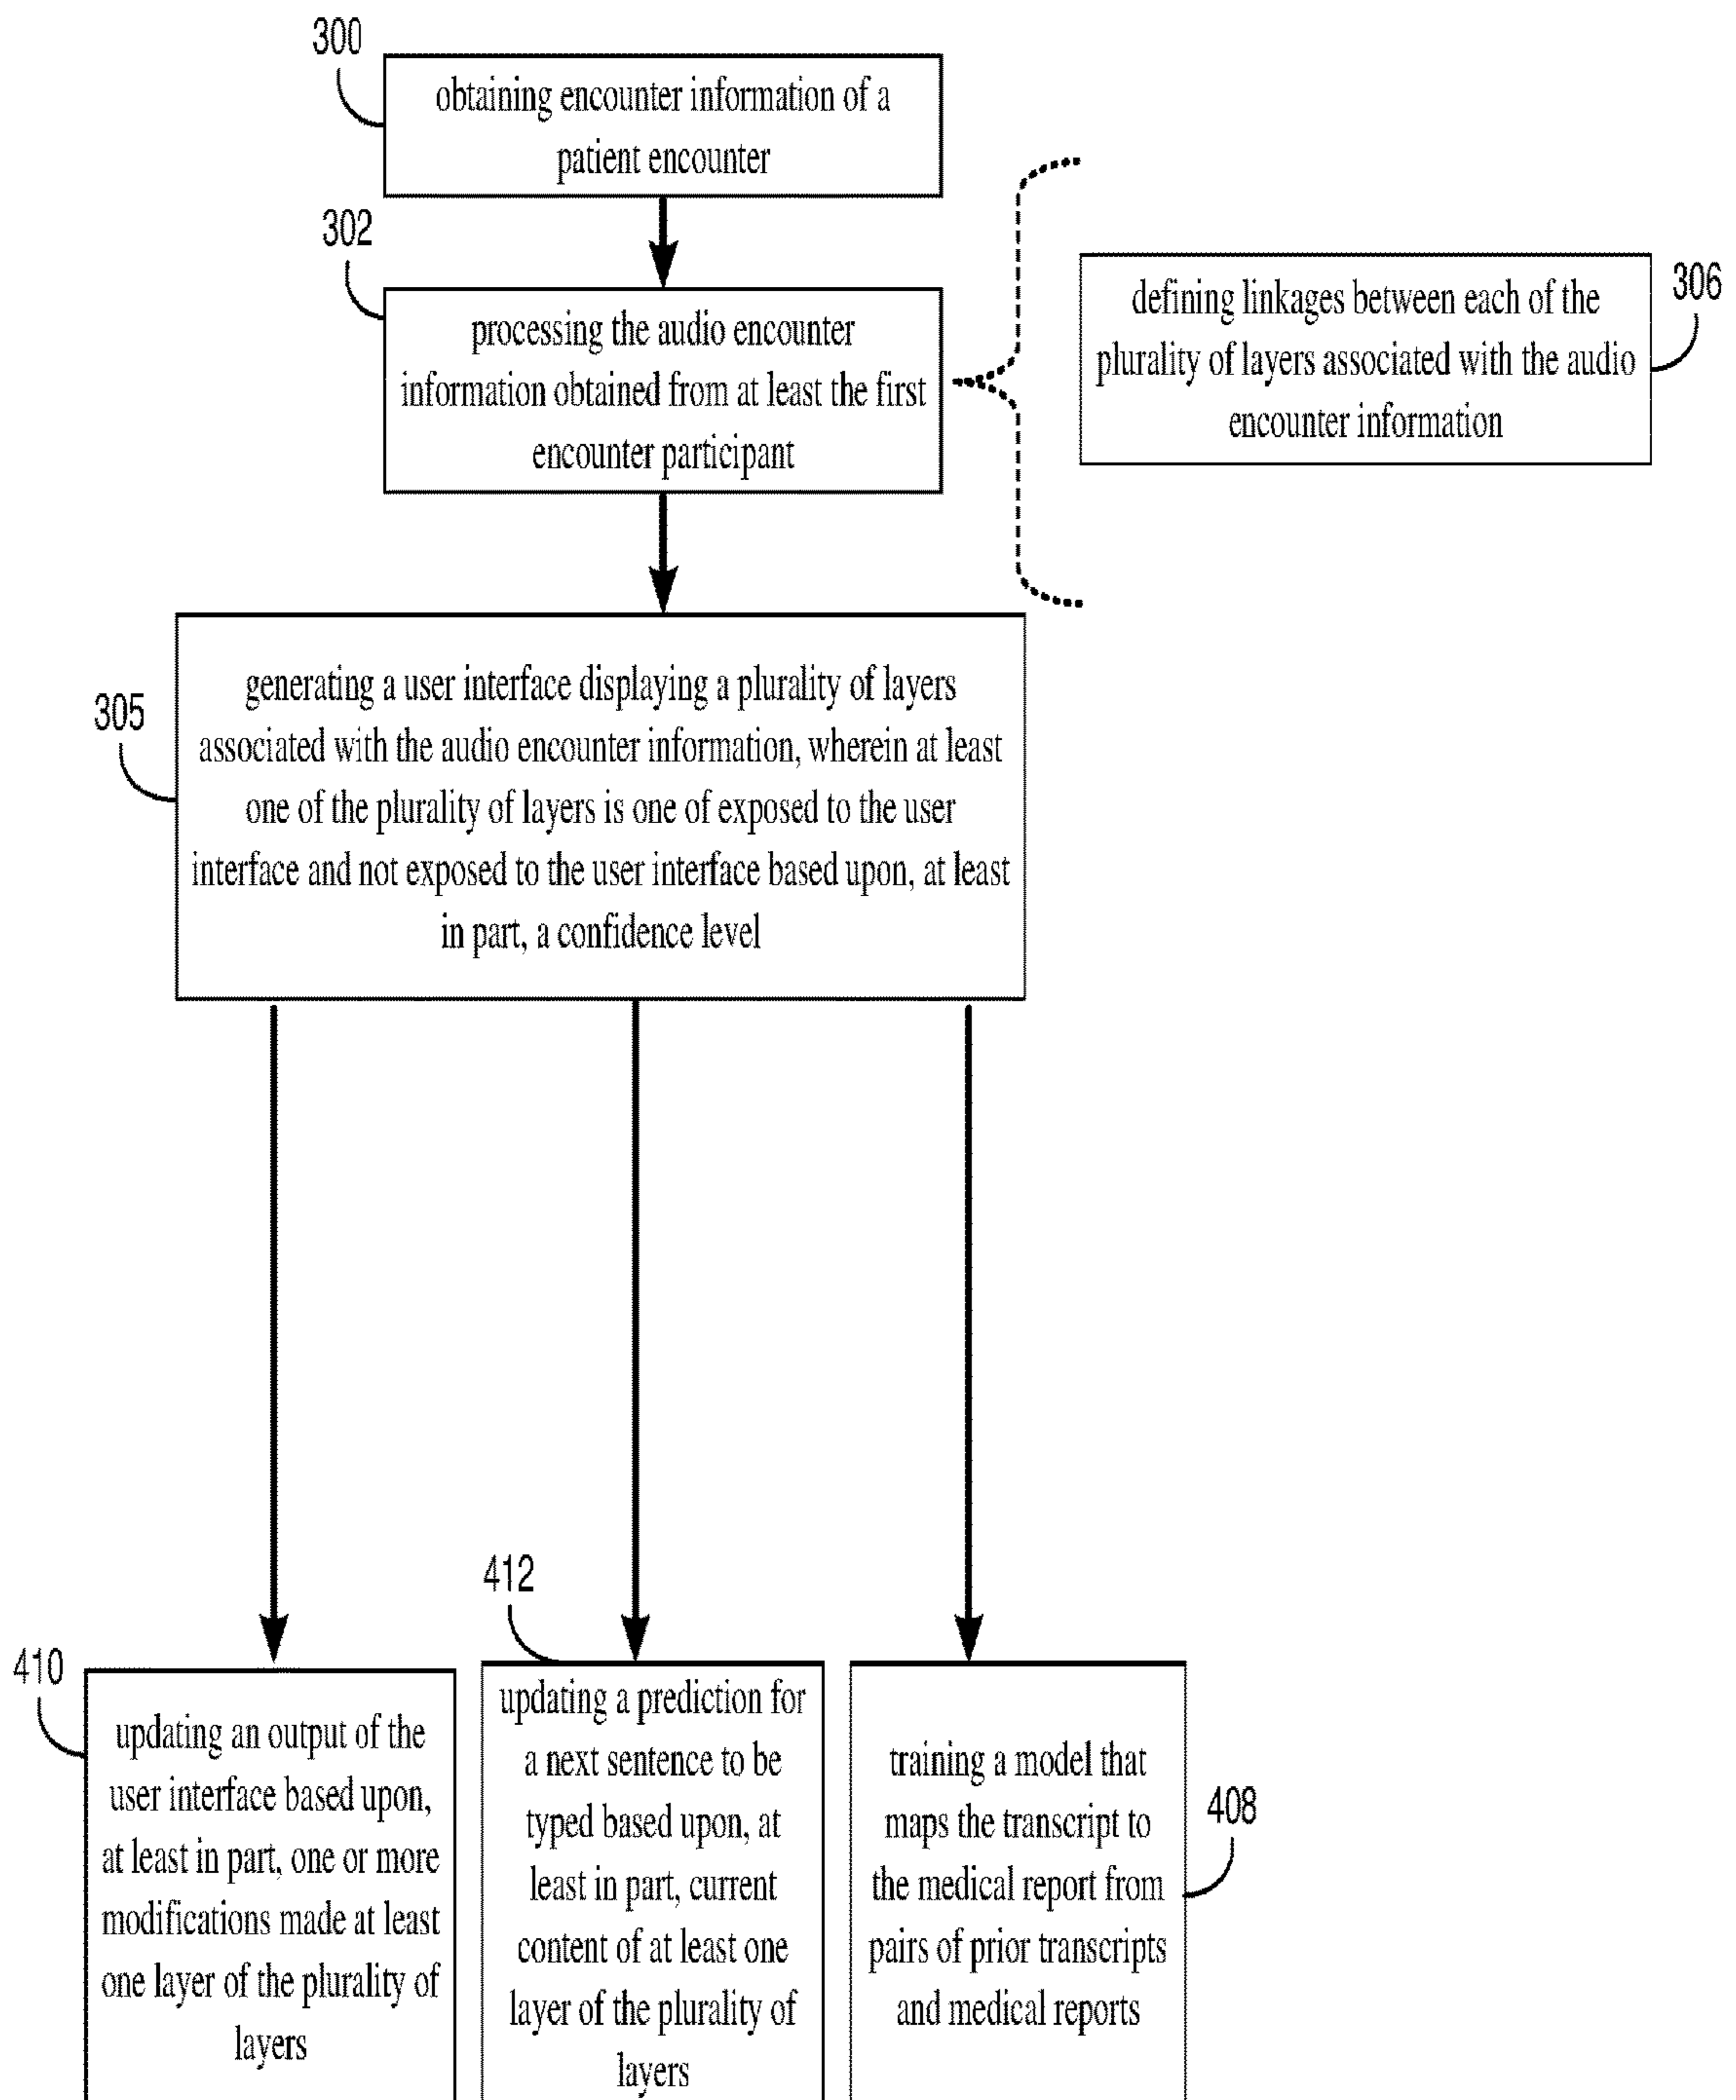 300
obtaining encounter information of a
patient encounter
302
processing the audio encounter
information obtained from at least the first
encounter participant
defining linkages between each of the
plurality of layers associated with the audio
encounter information
306
305
generating a user interface displaying a plurality of layers
associated with the audio encounter information, wherein at least
one of the plurality of layers is one of exposed to the user
interface and not exposed to the user interface based upon, at least
in part, a confidence level
410
updating an output of the
user interface based upon,
at least in part, one or more
modifications made at least
one layer of the plurality of
layers
412
updating a prediction for
a next sentence to be
typed based upon, at
least in part, current
content of at least one
layer of the plurality of
layers
training a model that
maps the transcript to
the medical report from
pairs of prior transcripts
and medical reports
408